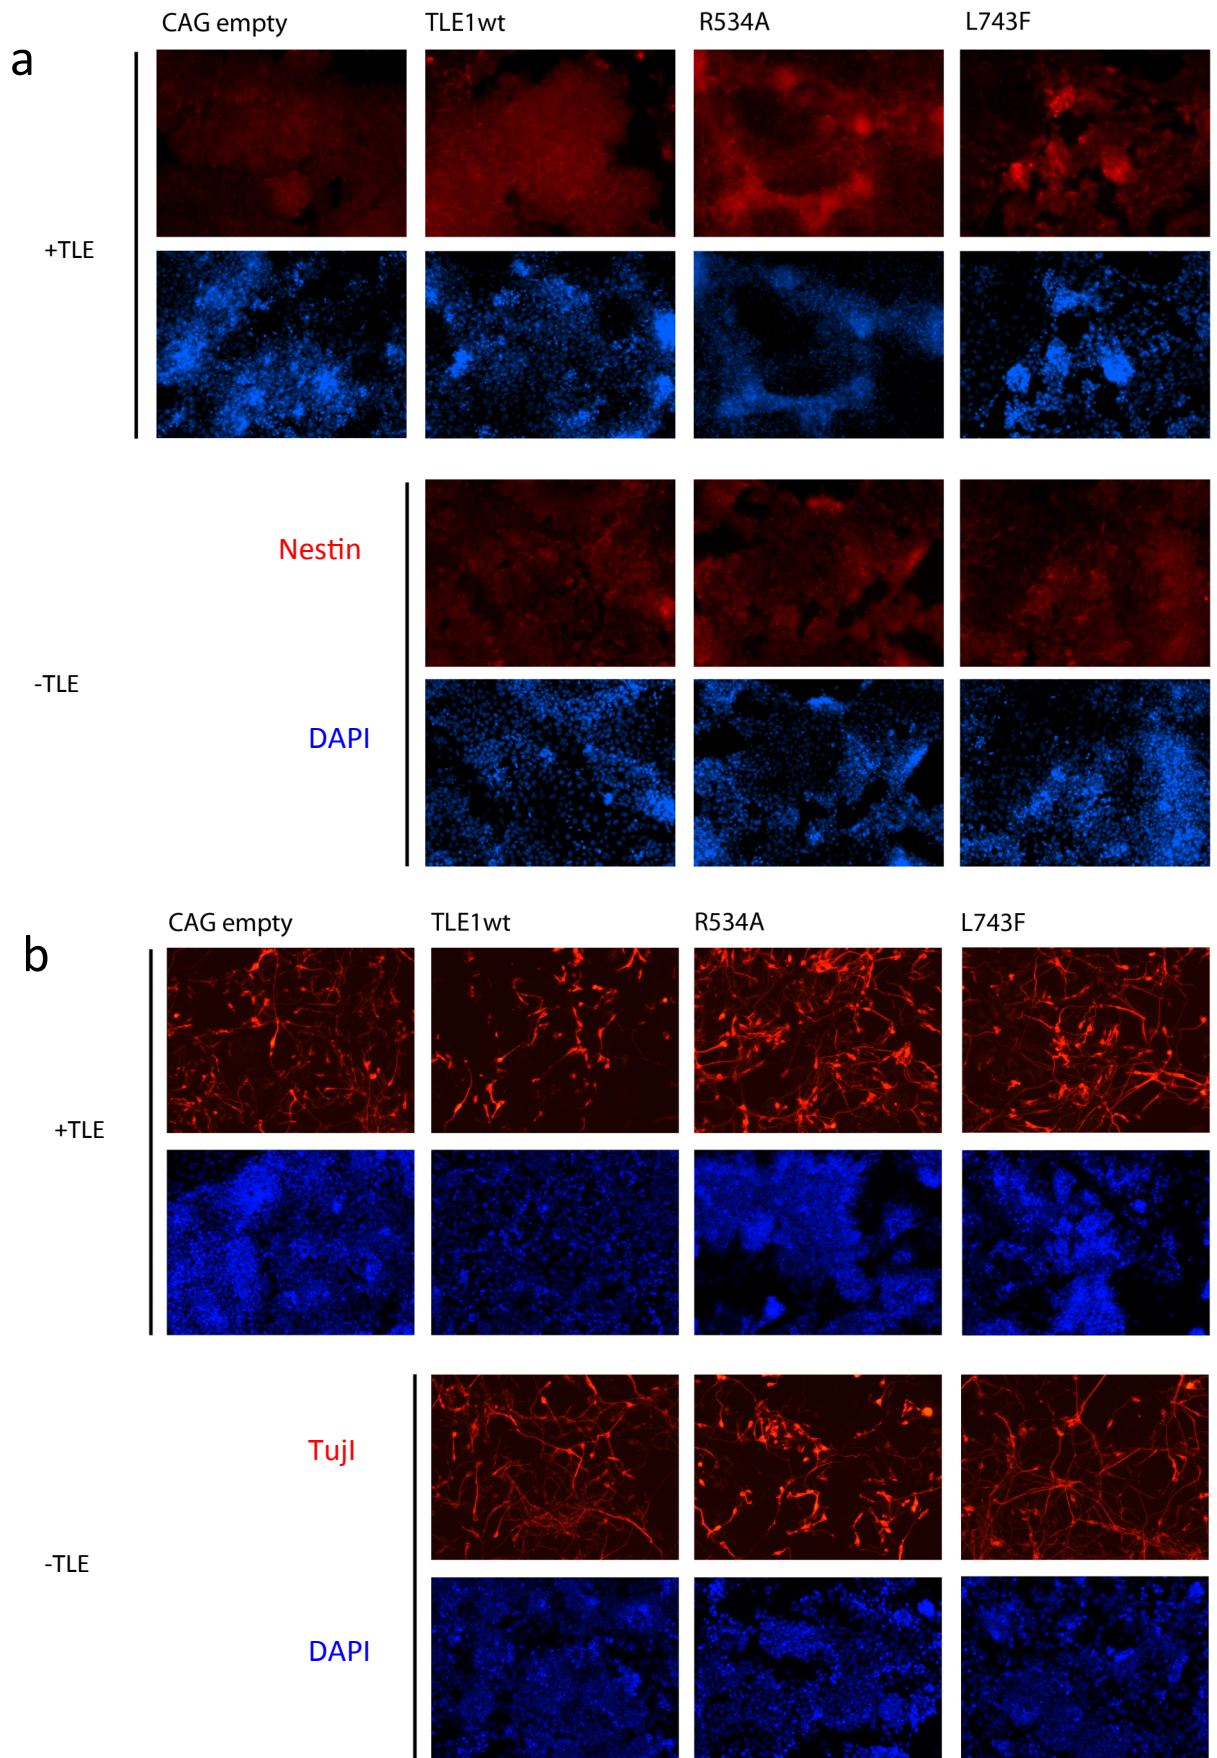 CAG empty TLE1wt R534A L743F
a
+TLE
Nestin
-TLE
DAPI
CAG empty TLE1wt R534A L743F
b
+TLE
TujI
-TLE
DAPI